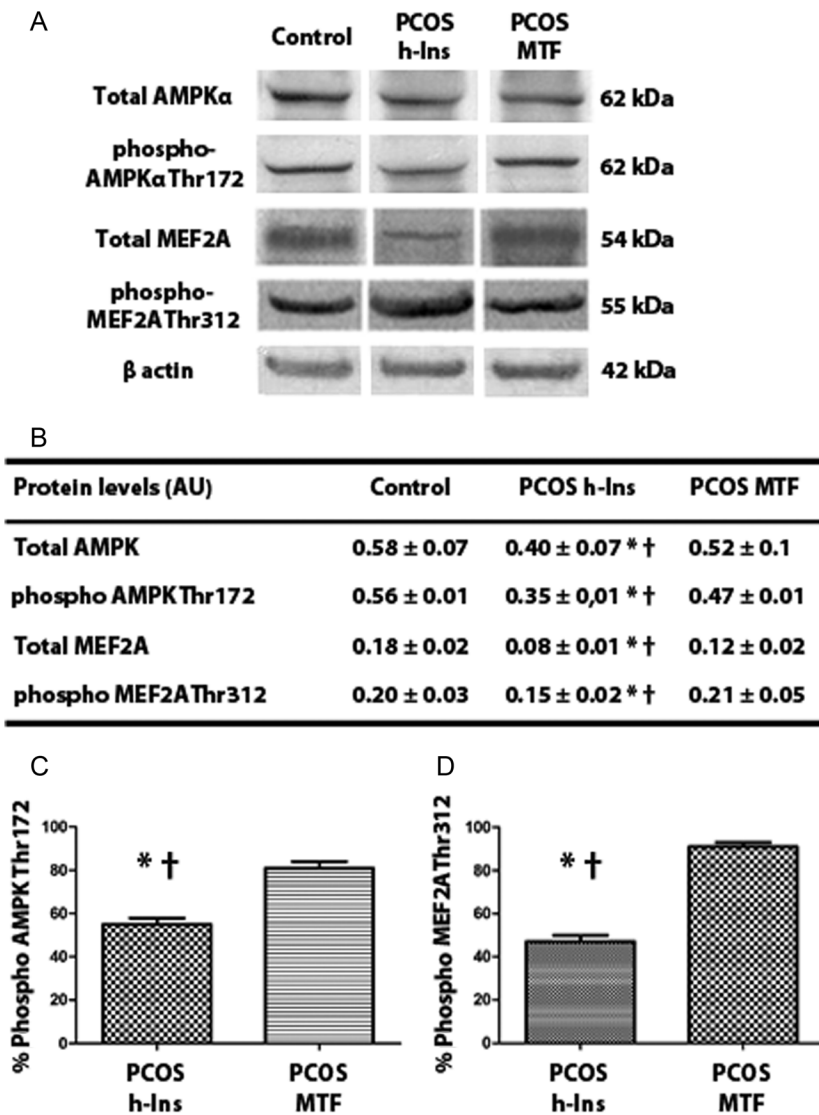 A
Control
PCOS
h-Ins
PCOS
MTF
Total AMPKα
62 kDa
phospho-
AMPKαThr172
62 kDa
Total MEF2A
54 kDa
phospho-
MEF2AThr312
55 kDa
β actin
42 kDa
B
Protein levels (AU) Control PCOS h-Ins PCOS MTF
Total AMPK 0.58 ± 0.07 0.40 ± 0.07 * † 0.52 ± 0.1
phospho AMPKThr172 0.56 ± 0.01 0.35 ± 0,01 * † 0.47 ± 0.01
Total MEF2A 0.18 ± 0.02 0.08 ± 0.01 * † 0.12 ± 0.02
phospho MEF2AThr312 0.20 ± 0.03 0.15 ± 0.02 * † 0.21 ± 0.05
C
% Phospho AMPKThr172
100
80
60
40
20
0
* †
PCOS
h-Ins
PCOS
MTF
D
% Phospho MEF2AThr312
100
80
60
40
20
0
* †
PCOS
h-Ins
PCOS
MTF